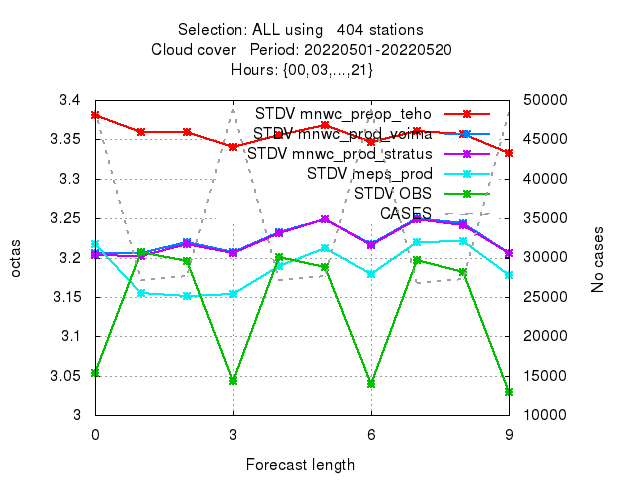 Selection: ALL using 404 stations
Cloud cover Period: 20220501-20220520
Hours: {00,03,...,21}
STDV mnwc_preop_teho
STDV mnwc_prod_voima
STDV mnwc_prod_stratus
STDV meps_prod
STDV OBS
CASES
octas
3.4
3.35
3.3
3.25
3.2
3.15
3.1
3.05
3
50000
45000
40000
35000
30000
25000
20000
15000
10000
No cases
0 3 6 9
Forecast length